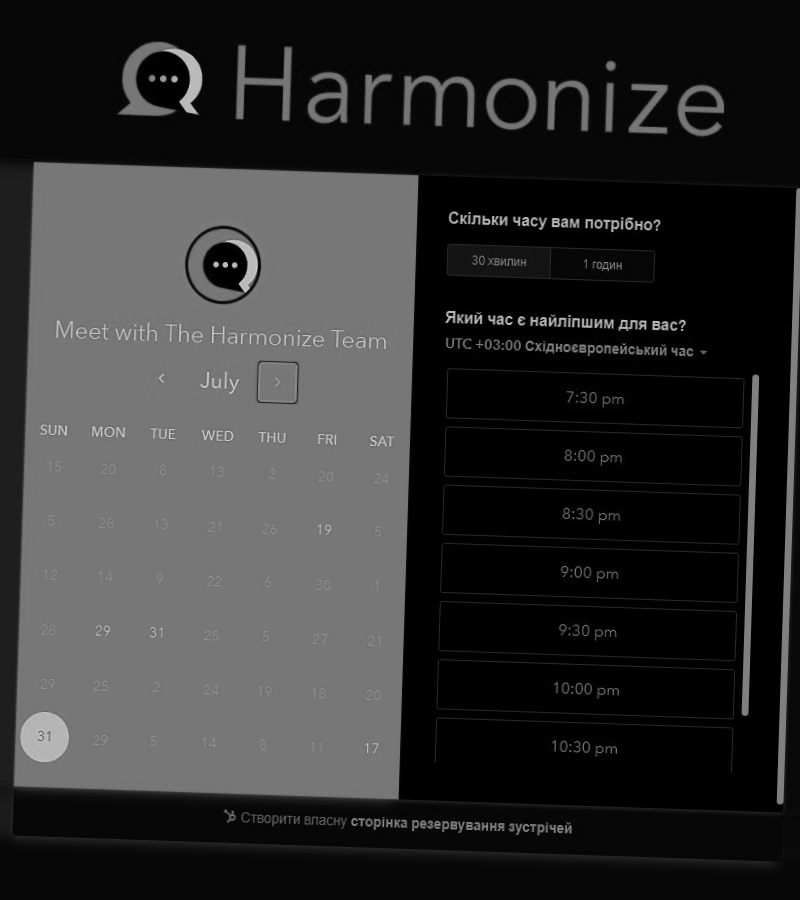 Harmonize
Meet with The Harmonize Team
July
SUN MON TUE WED THU FRI SAT
15 20 8 13 2 20 24
5 28 13 21 26 19 5
12 14 9 22 6 30 1
28 29 31 25 5 27 21
29 25 2 24 19 18 20
31 29 5 14 8 11 17
Скільки часу вам потрібно?
30 хвилин 1 годин
Який час є найліпшим для вас?
UTC +03:00 Східноєвропейський час
7:30 pm
8:00 pm
8:30 pm
9:00 pm
9:30 pm
10:00 pm
10:30 pm
Створити власну сторінка резервування зустрічей